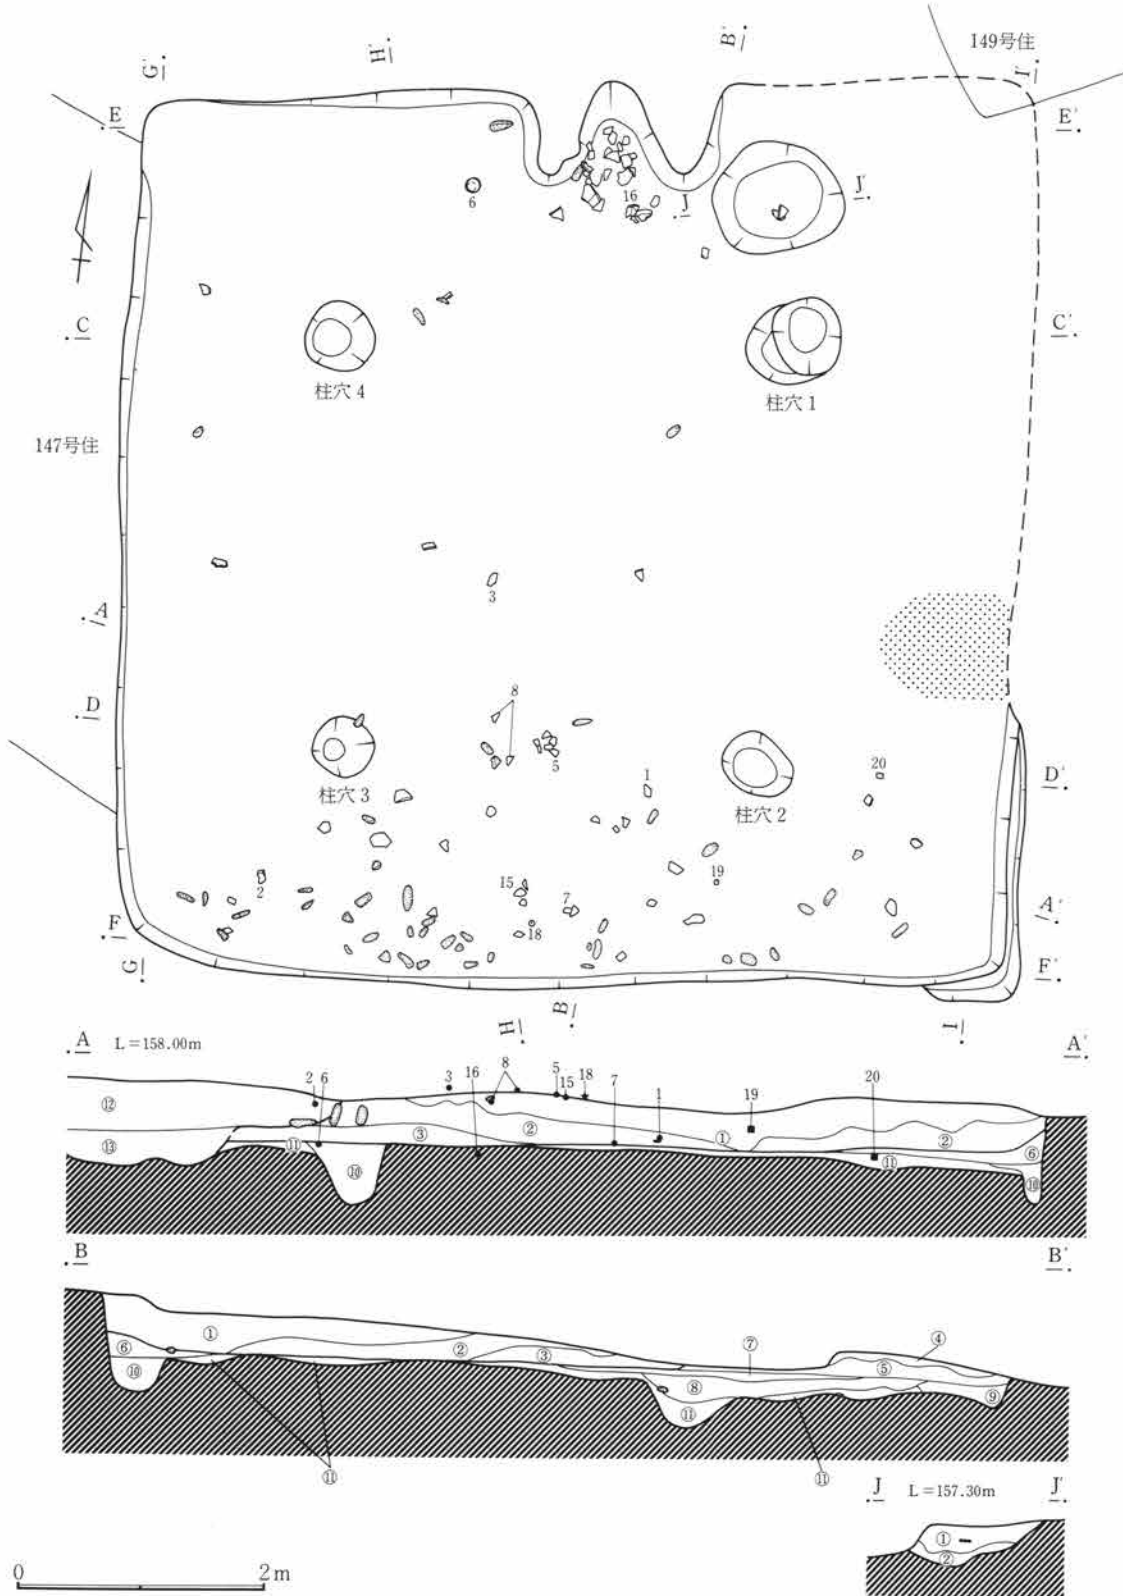 149号住
G´ H´ B´ I´
E E´
6 16 J J´
C C´
柱穴 4 柱穴 1
147号住
3
A
D
8
5 1 20
D´
柱穴 3 柱穴 2
2 15 7 19
A´
F 18
F´
G B
H I
A L＝158.00m A´
2 6 3 16 8 5 15 18 7 1 19 20
⑫ ② ③ ① ② ⑥
⑬ ⑪ ⑩ ⑪ ⑩
B B´
① ② ③ ⑦ ④ ⑤
⑥ ⑧ ⑨
⑩ ⑪
⑪ ⑪
J L＝157.30m J´
①
②
0 2m